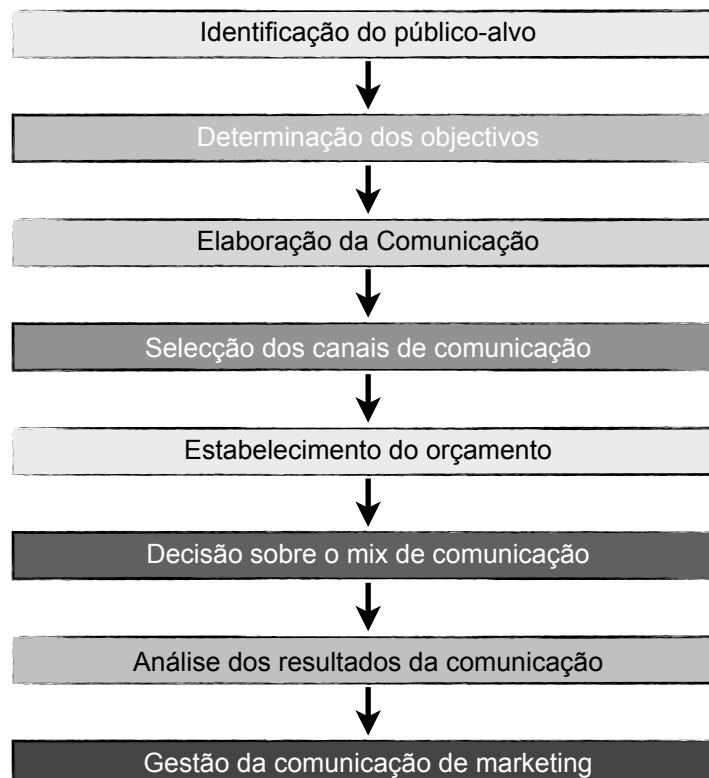 Identificação do público-alvo
Determinação dos objectivos
Elaboração da Comunicação
Selecção dos canais de comunicação
Estabelecimento do orçamento
Decisão sobre o mix de comunicação
Análise dos resultados da comunicação
Gestão da comunicação de marketing